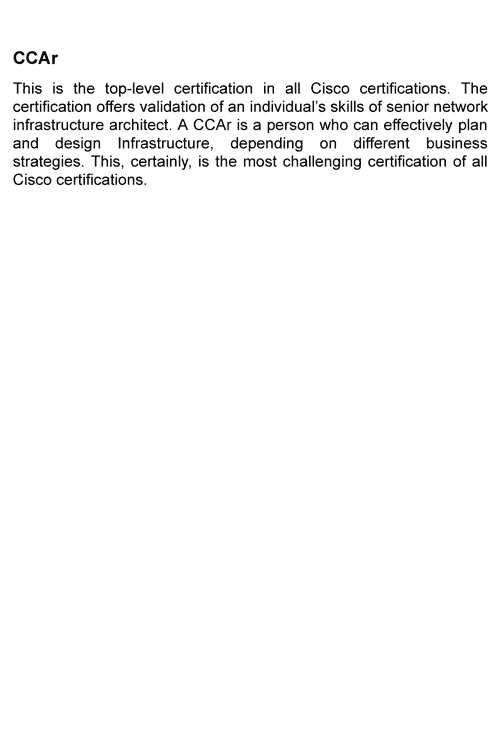 CCAr
This is the top-level certification in all Cisco certifications. The
certification offers validation of an individual’s skills of senior network
infrastructure architect. A CCAr is a person who can effectively plan
and design Infrastructure, depending on different business
strategies. This, certainly, is the most challenging certification of all
Cisco certifications.